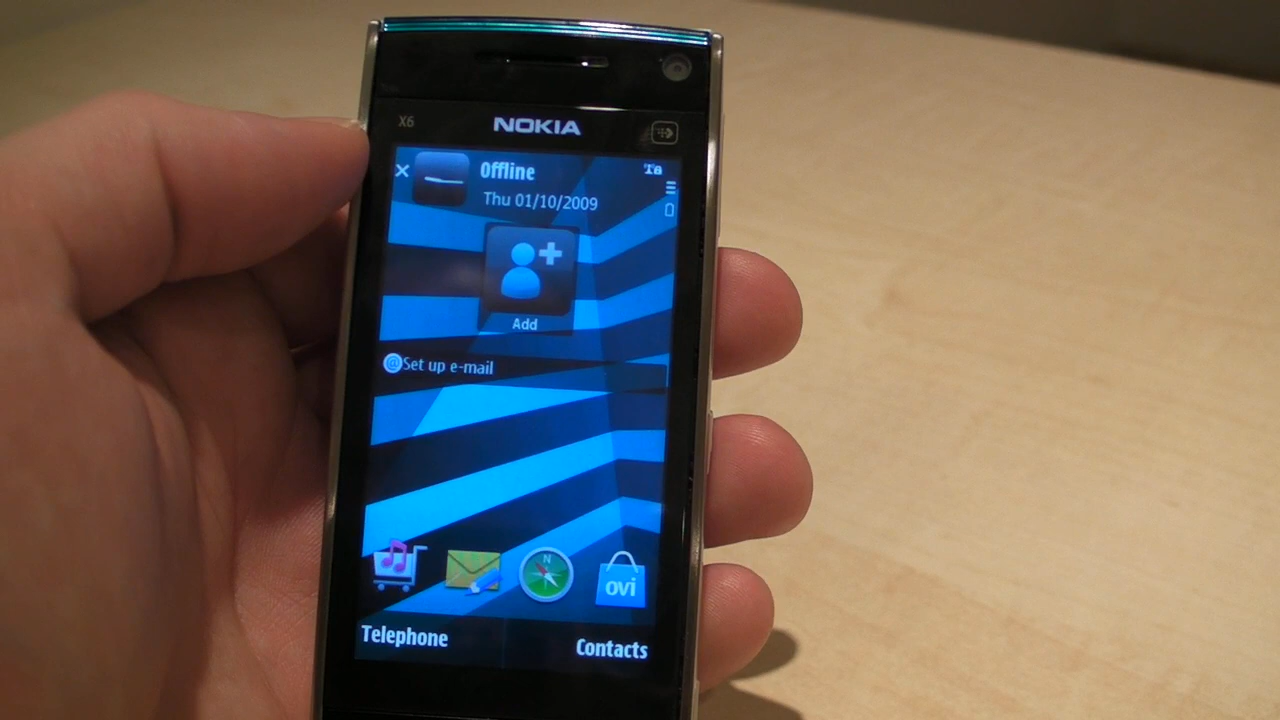 X6
NOKIA
Offline
Thu 01/10/2009
Add
@Set up e-mail
N
ovi
Telephone
Contacts